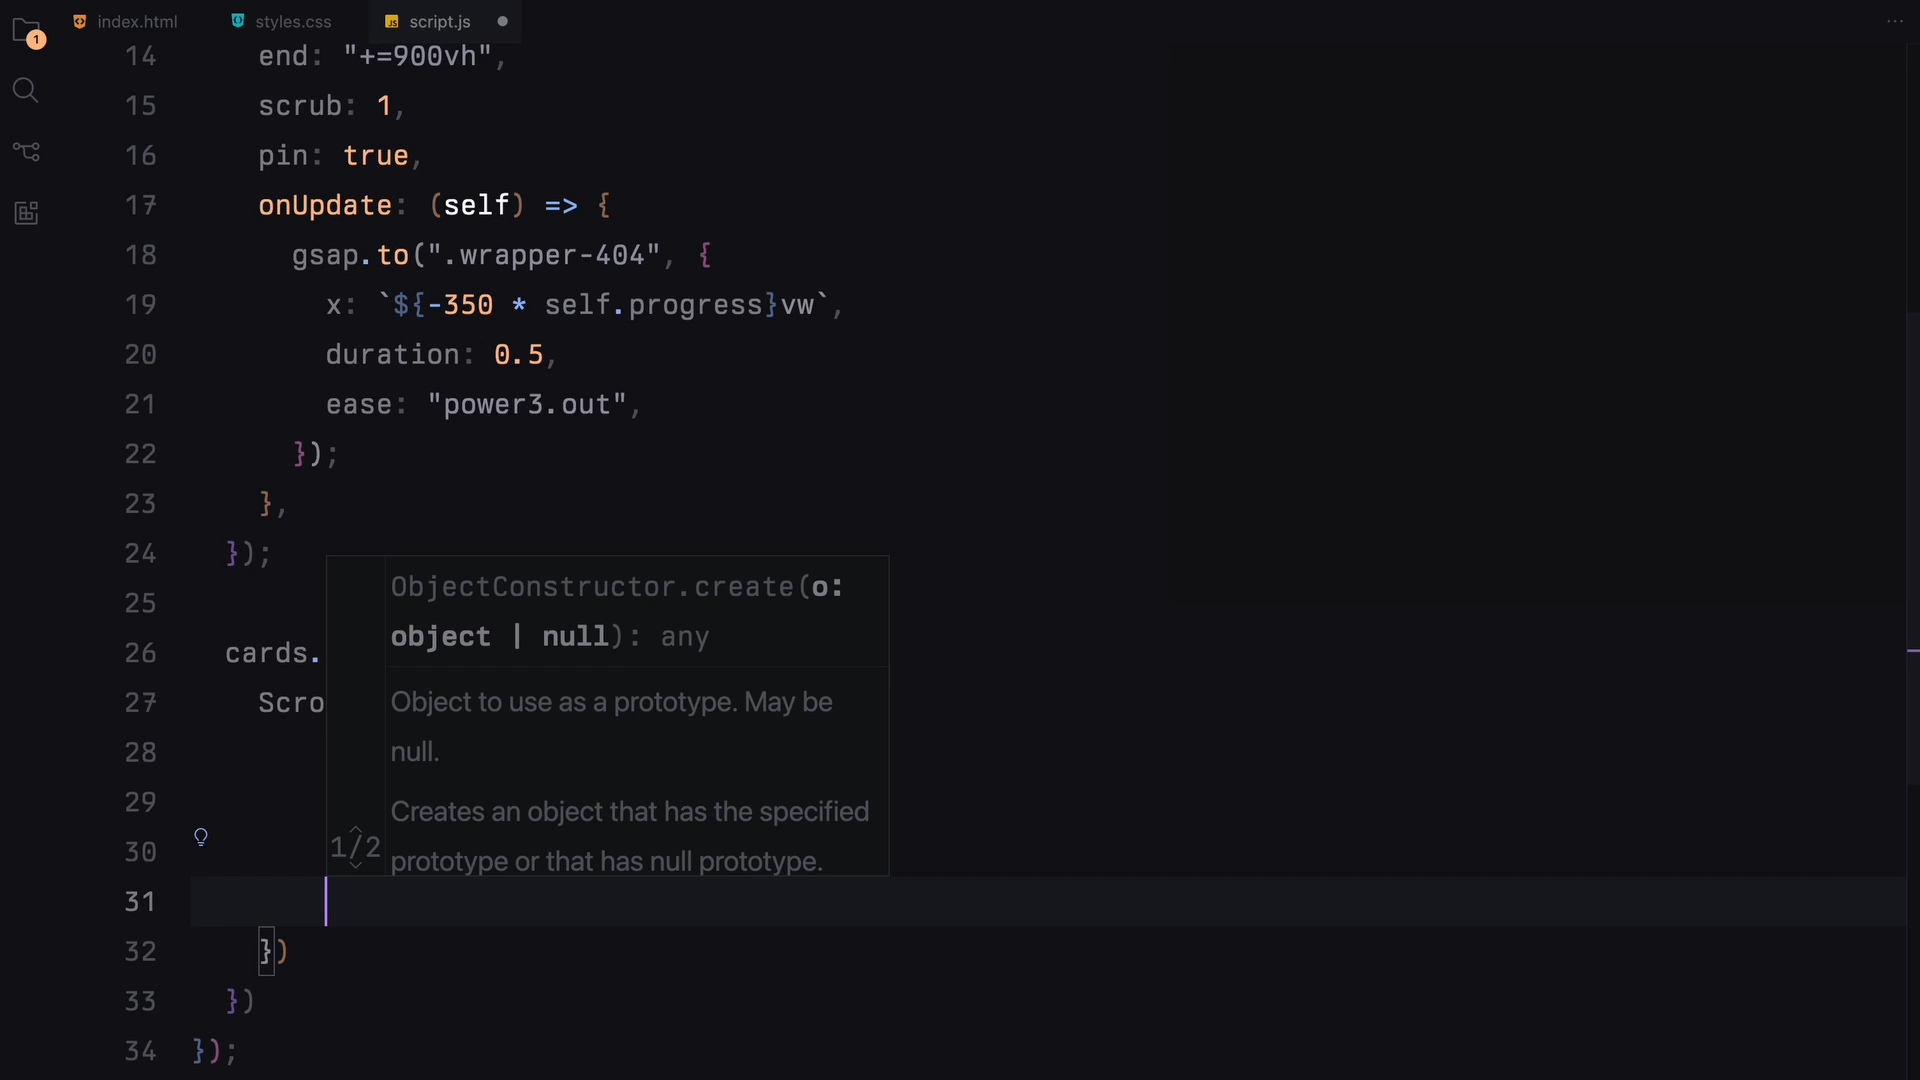 1
index.html
styles.css
JS script.js
14 end: "+=900vh",
15 scrub: 1,
16 pin: true,
17 onUpdate: (self) => {
18 gsap.to(".wrapper-404", {
19 x: `${-350 * self.progress}vw`,
20 duration: 0.5,
21 ease: "power3.out",
22 });
23 },
24 });
25
26 cards.
27 Scro
28
29
30
31
32 })
33 })
34 });
ObjectConstructor.create(o:
object | null): any
Object to use as a prototype. May be
null.
Creates an object that has the specified
prototype or that has null prototype.
1/2